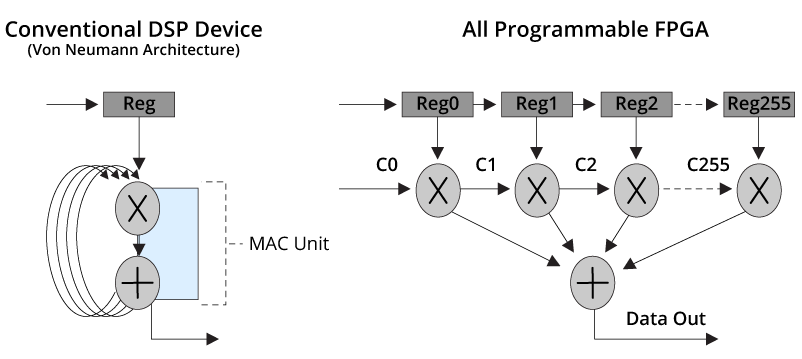 Conventional DSP Device
(Von Neumann Architecture)
Reg
X
+
MAC Unit
All Programmable FPGA
Reg0
Reg1
Reg2
Reg255
C0
C1
C2
C255
X
X
X
X
+
Data Out